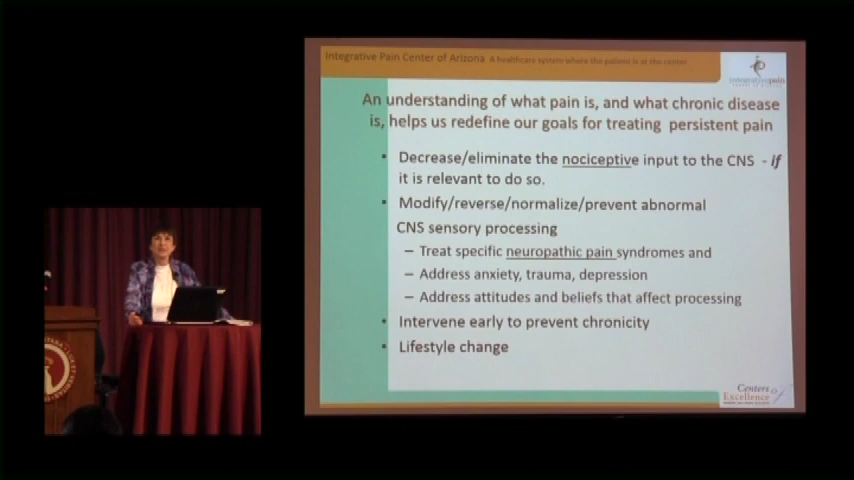 Integrative Pain Center of Arizona A healthcare system where the patient is at the center
integrativepain
An understanding of what pain is, and what chronic disease
is, helps us redefine our goals for treating persistent pain
• Decrease/eliminate the nociceptive input to the CNS - if
it is relevant to do so.
• Modify/reverse/normalize/prevent abnormal
CNS sensory processing
– Treat specific neuropathic pain syndromes and
– Address anxiety, trauma, depression
– Address attitudes and beliefs that affect processing
• Intervene early to prevent chronicity
• Lifestyle change
Centers of
Excellence